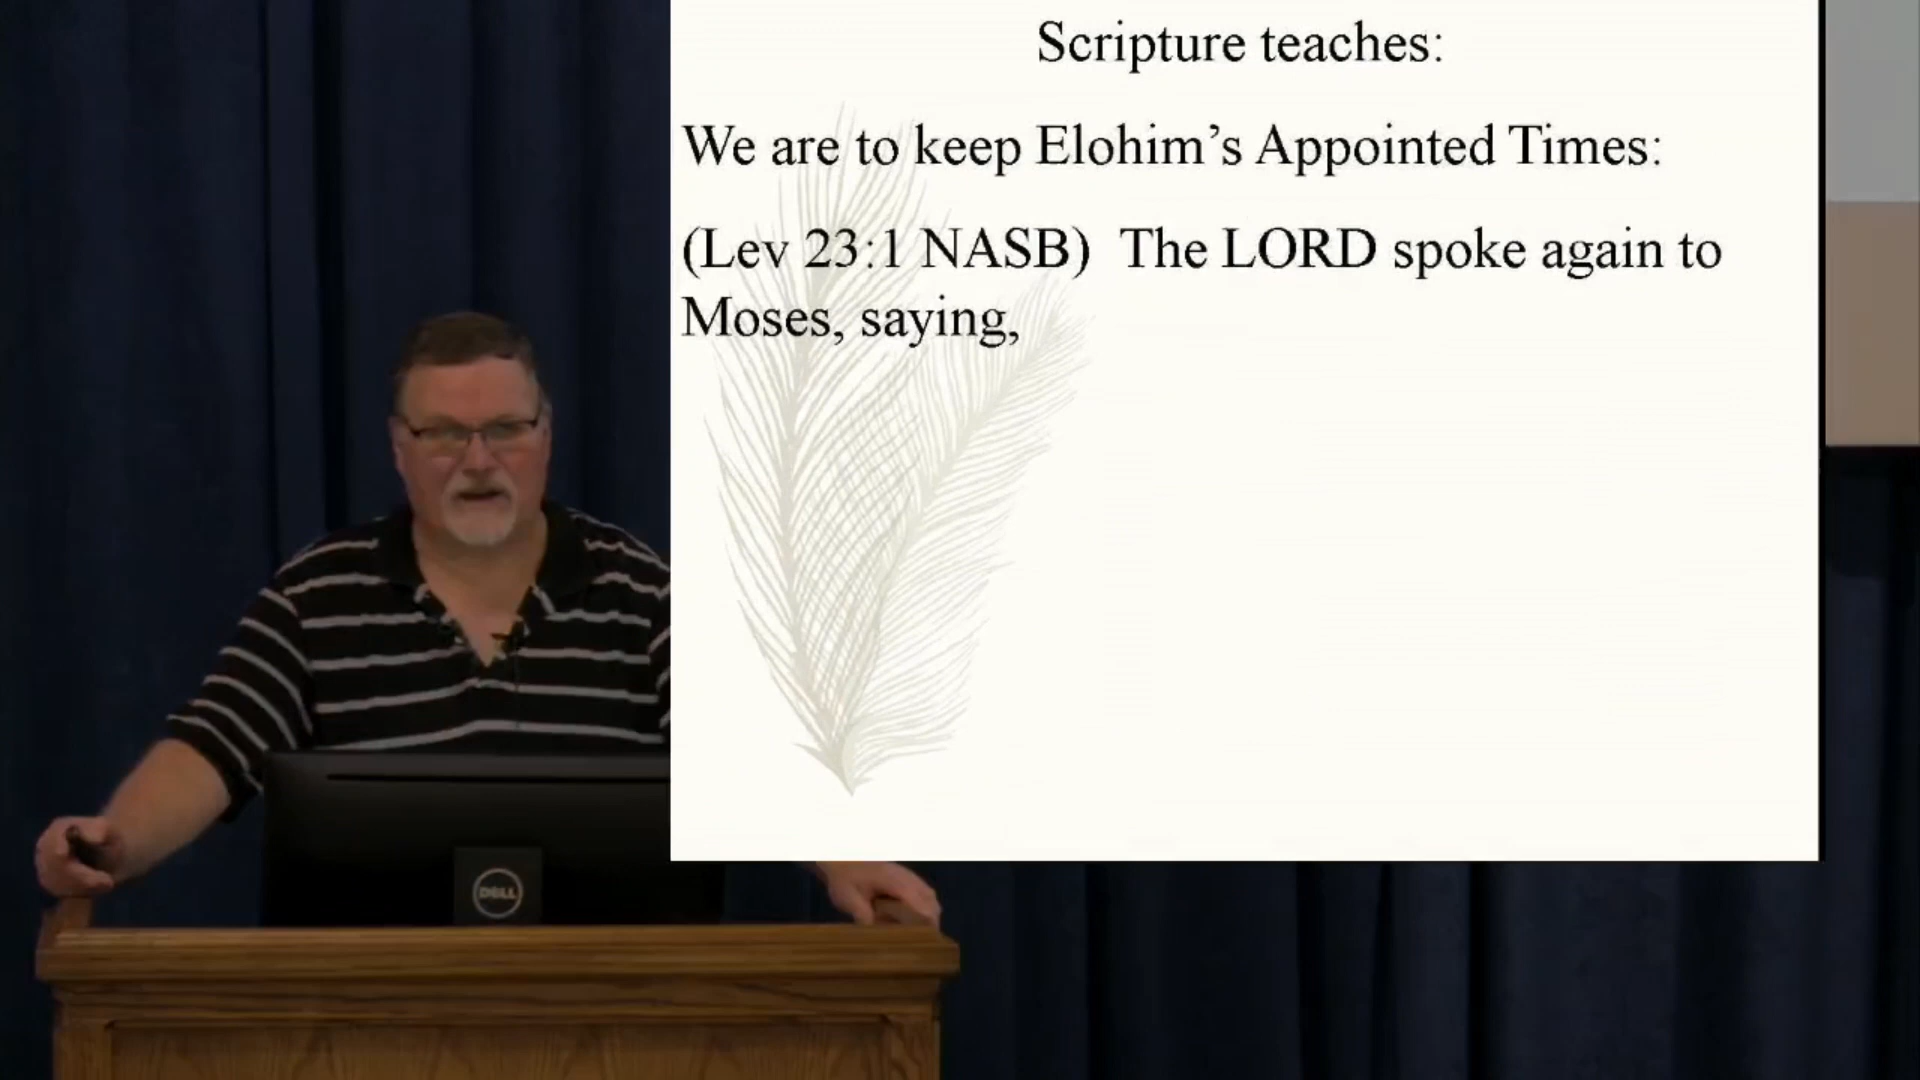 Scripture teaches:
We are to keep Elohim’s Appointed Times:
(Lev 23:1 NASB)  The LORD spoke again to
Moses, saying,
DELL